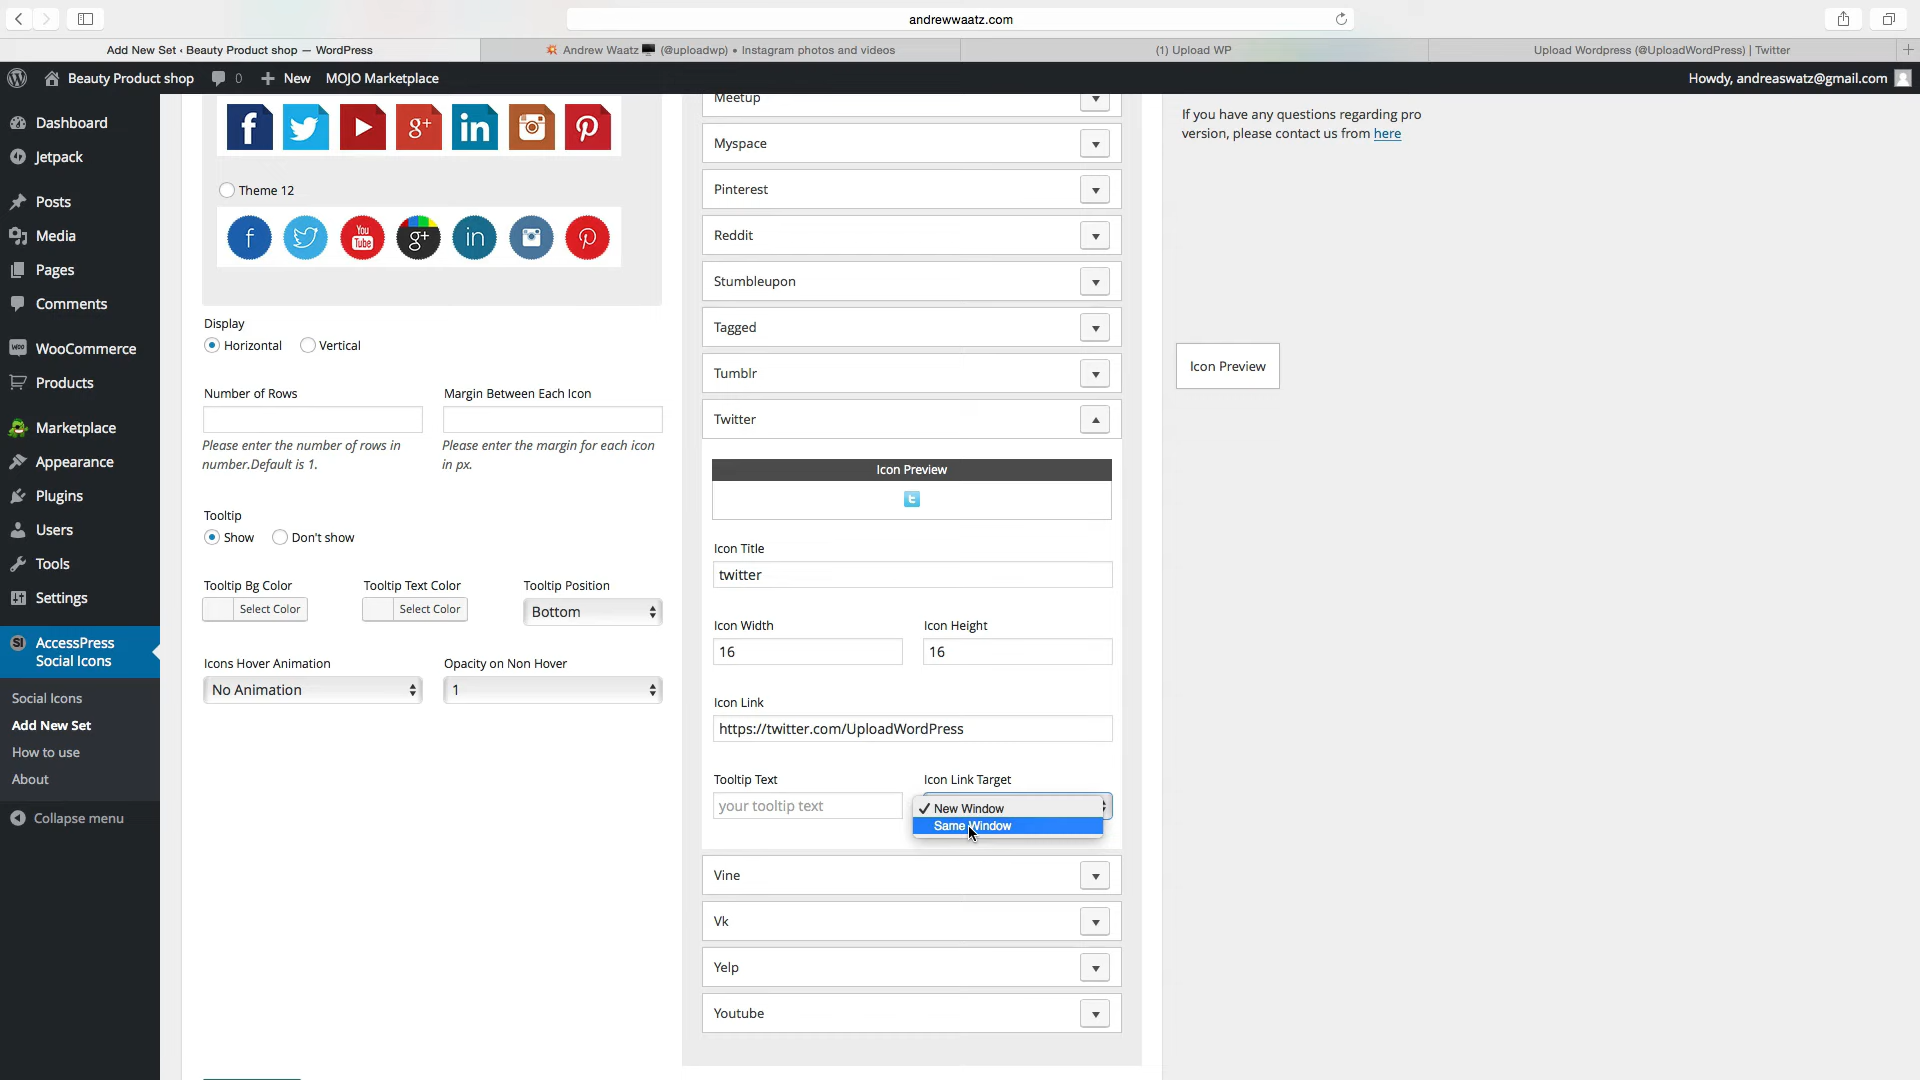 andrewwaatz.com
Add New Set ‹ Beauty Product shop — WordPress
Andrew Waatz (@uploadwp) • Instagram photos and videos
(1) Upload WP
Upload Wordpress (@UploadWordPress) | Twitter
Beauty Product shop
0
New
MOJO Marketplace
Howdy, andreaswatz@gmail.com
Dashboard
Jetpack
Posts
Media
Pages
Comments
WooCommerce
Products
Marketplace
Appearance
Plugins
Users
Tools
Settings
AccessPress
Social Icons
Social Icons
Add New Set
How to use
About
Collapse menu
Theme 12
You
Tube
Display
Horizontal
Vertical
Number of Rows
Margin Between Each Icon
Please enter the number of rows in
number.Default is 1.
Please enter the margin for each icon
in px.
Tooltip
Show
Don't show
Tooltip Bg Color
Tooltip Text Color
Tooltip Position
Select Color
Select Color
Bottom
Icons Hover Animation
Opacity on Non Hover
No Animation
1
Meetup
Myspace
Pinterest
Reddit
Stumbleupon
Tagged
Tumblr
Twitter
Icon Preview
Icon Title
twitter
Icon Width
Icon Height
16
16
Icon Link
https://twitter.com/UploadWordPress
Tooltip Text
Icon Link Target
your tooltip text
✓ New Window
Same Window
Vine
Vk
Yelp
Youtube
If you have any questions regarding pro
version, please contact us from here
Icon Preview